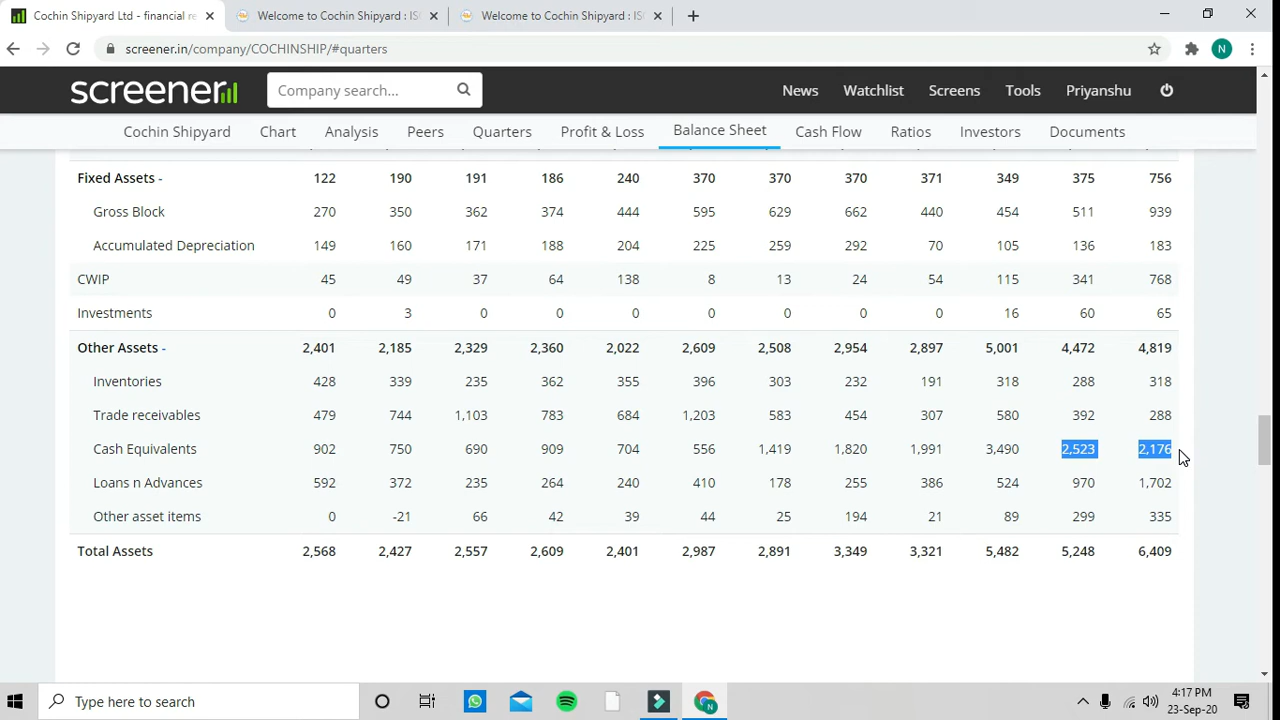 Cochin Shipyard Ltd - financial re
Welcome to Cochin Shipyard : ISO
Welcome to Cochin Shipyard : ISO
screener.in/company/COCHINSHIP/#quarters
N
screener
Company search...
News Watchlist Screens Tools Priyanshu
Cochin Shipyard Chart Analysis Peers Quarters Profit & Loss Balance Sheet Cash Flow Ratios Investors Documents
Fixed Assets - 122 190 191 186 240 370 370 370 371 349 375 756
Gross Block 270 350 362 374 444 595 629 662 440 454 511 939
Accumulated Depreciation 149 160 171 188 204 225 259 292 70 105 136 183
CWIP 45 49 37 64 138 8 13 24 54 115 341 768
Investments 0 3 0 0 0 0 0 0 0 16 60 65
Other Assets - 2,401 2,185 2,329 2,360 2,022 2,609 2,508 2,954 2,897 5,001 4,472 4,819
Inventories 428 339 235 362 355 396 303 232 191 318 288 318
Trade receivables 479 744 1,103 783 684 1,203 583 454 307 580 392 288
Cash Equivalents 902 750 690 909 704 556 1,419 1,820 1,991 3,490 2,523 2,176
Loans n Advances 592 372 235 264 240 410 178 255 386 524 970 1,702
Other asset items 0 -21 66 42 39 44 25 194 21 89 299 335
Total Assets 2,568 2,427 2,557 2,609 2,401 2,987 2,891 3,349 3,321 5,482 5,248 6,409
Type here to search
4:17 PM
23-Sep-20